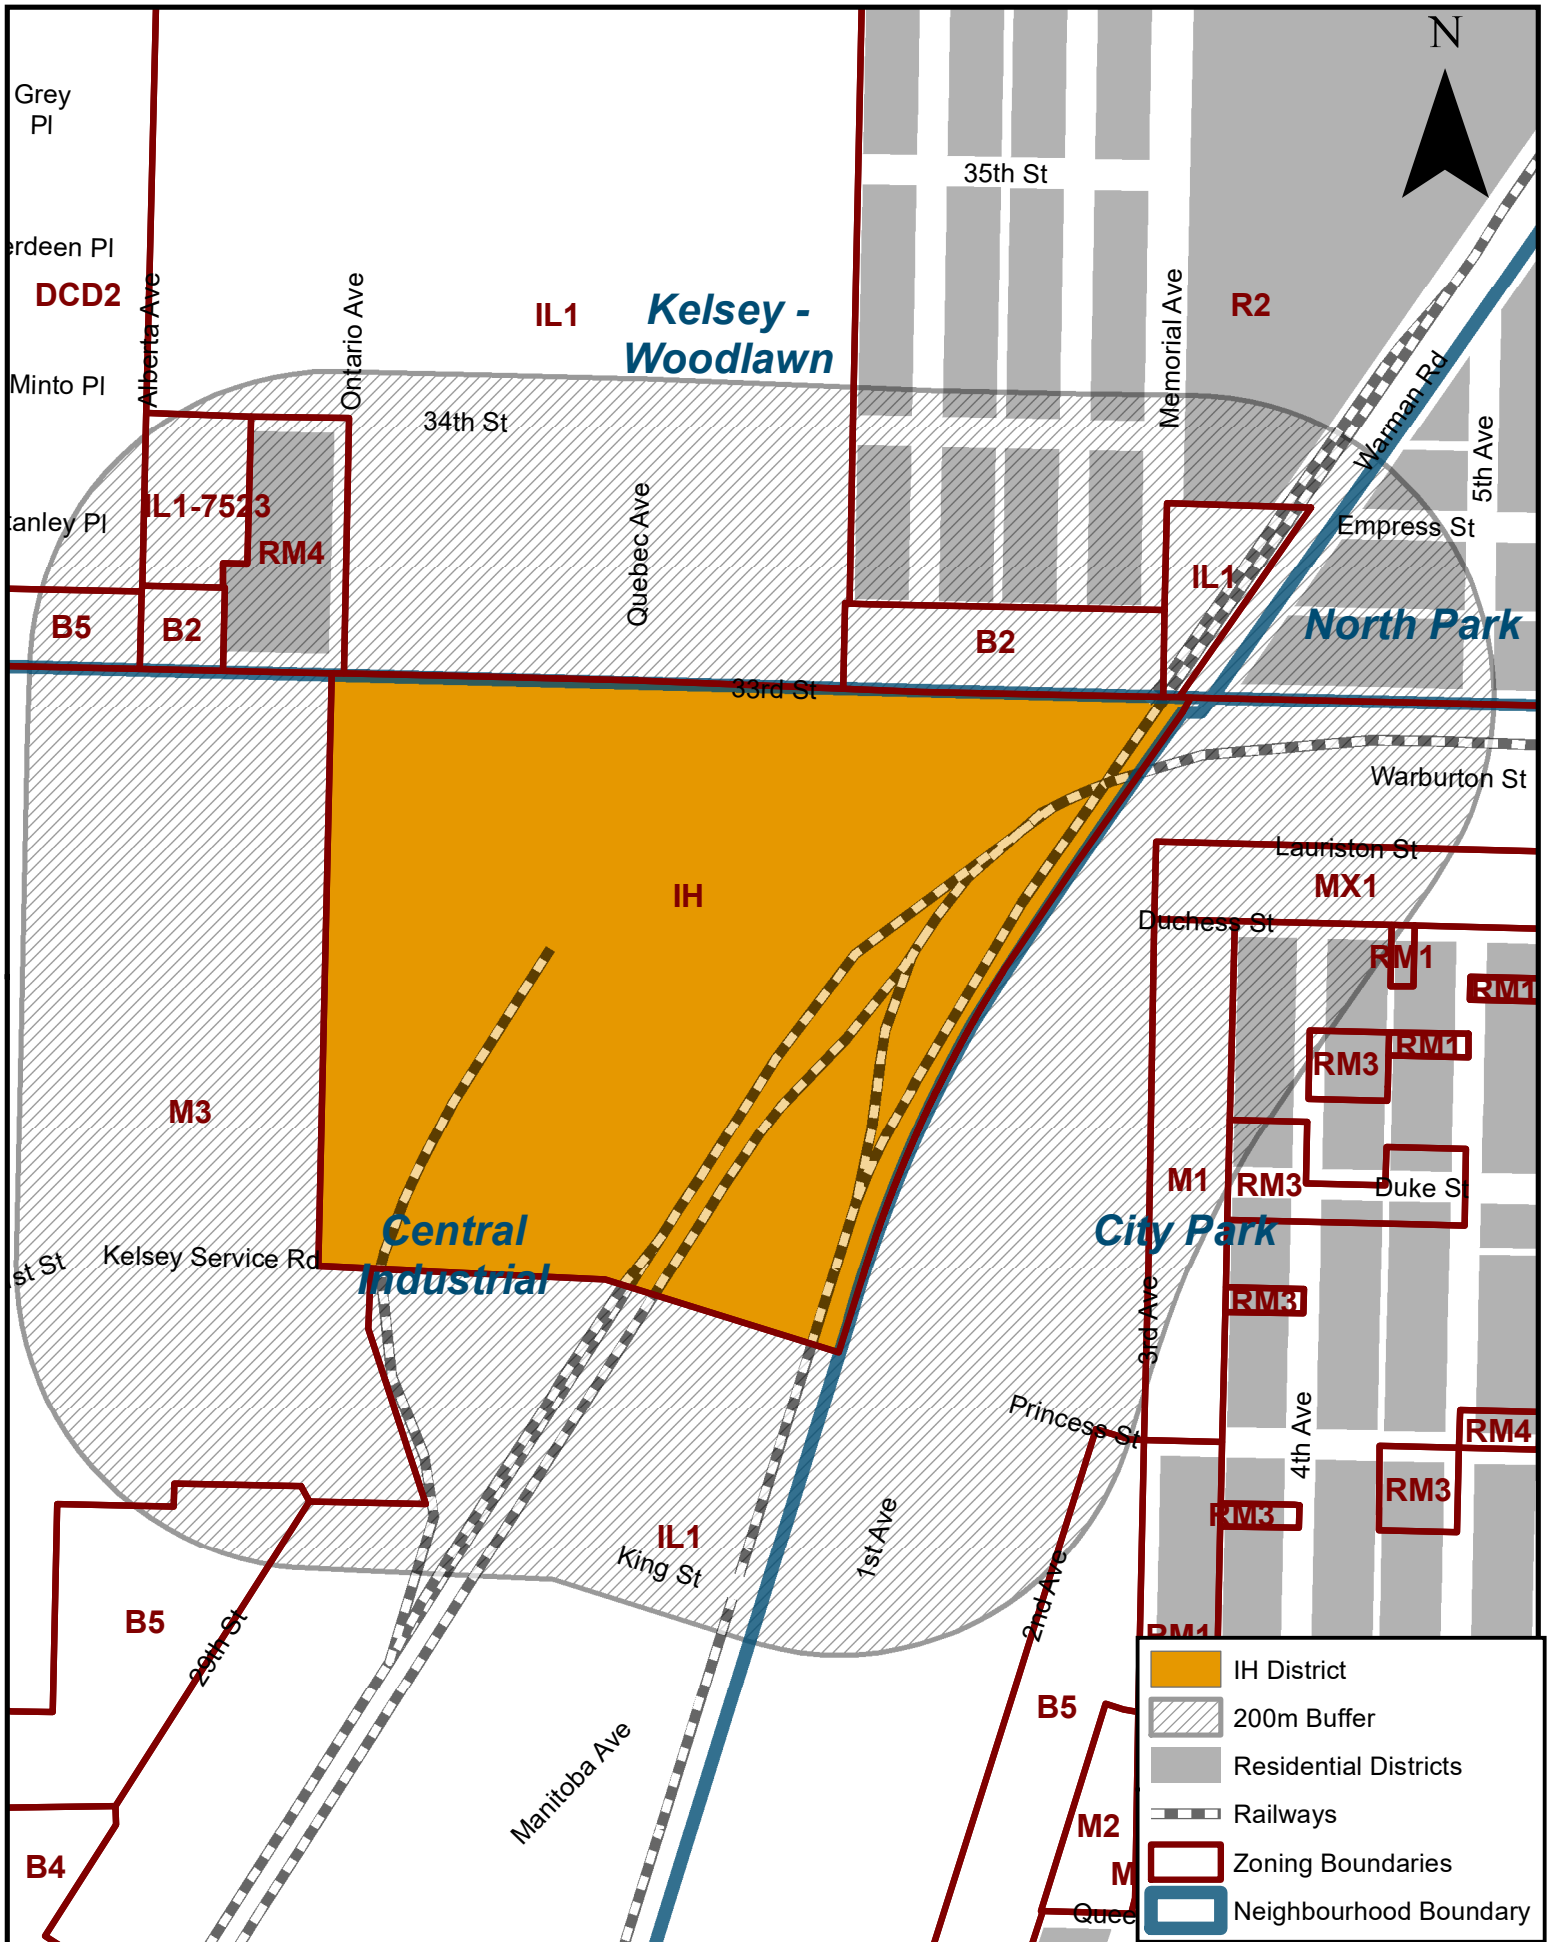 N
Grey
Pl
35th St
erdeen Pl
DCD2
Alberta Ave
Ontario Ave
IL1
Kelsey -
Woodlawn
Memorial Ave
R2
Minto Pl
34th St
Warman Rd
5th Ave
IL1-7523
tanley Pl
RM4
Quebec Ave
Empress St
IL1
B5
B2
B2
North Park
33rd St
Warburton St
Lauriston St
MX1
IH
Duchess St
RM1
RM1
RM1
RM3
M3
M1
RM3
Duke St
Central
Industrial
City Park
Kelsey Service Rd
1st St
RM3
3rd Ave
Princess St
4th Ave
RM4
RM3
RM3
IL1
King St
1st Ave
2nd Ave
B5
29th St
RM1
B5
Manitoba Ave
M2
B4
M
Quee
IH District
200m Buffer
Residential Districts
Railways
Zoning Boundaries
Neighbourhood Boundary